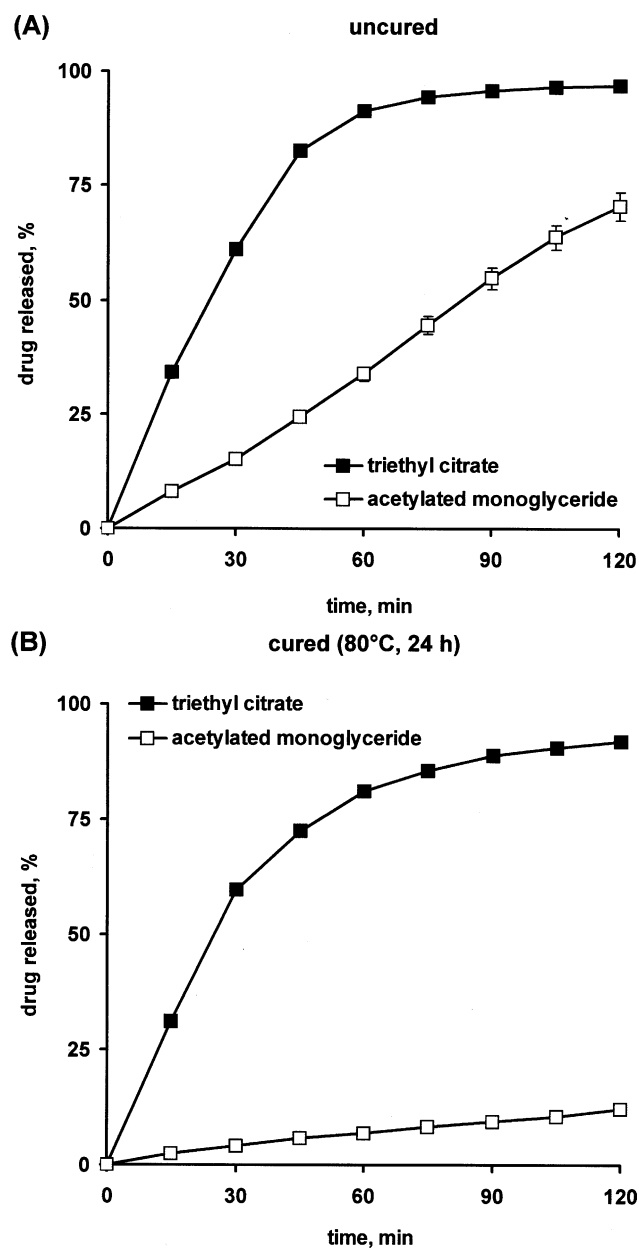 (A)
uncured
100
75
50
25
0
drug released, %
triethyl citrate
acetylated monoglyceride
0 30 60 90 120
time, min
(B)
cured (80°C, 24 h)
100
75
50
25
0
drug released, %
triethyl citrate
acetylated monoglyceride
0 30 60 90 120
time, min